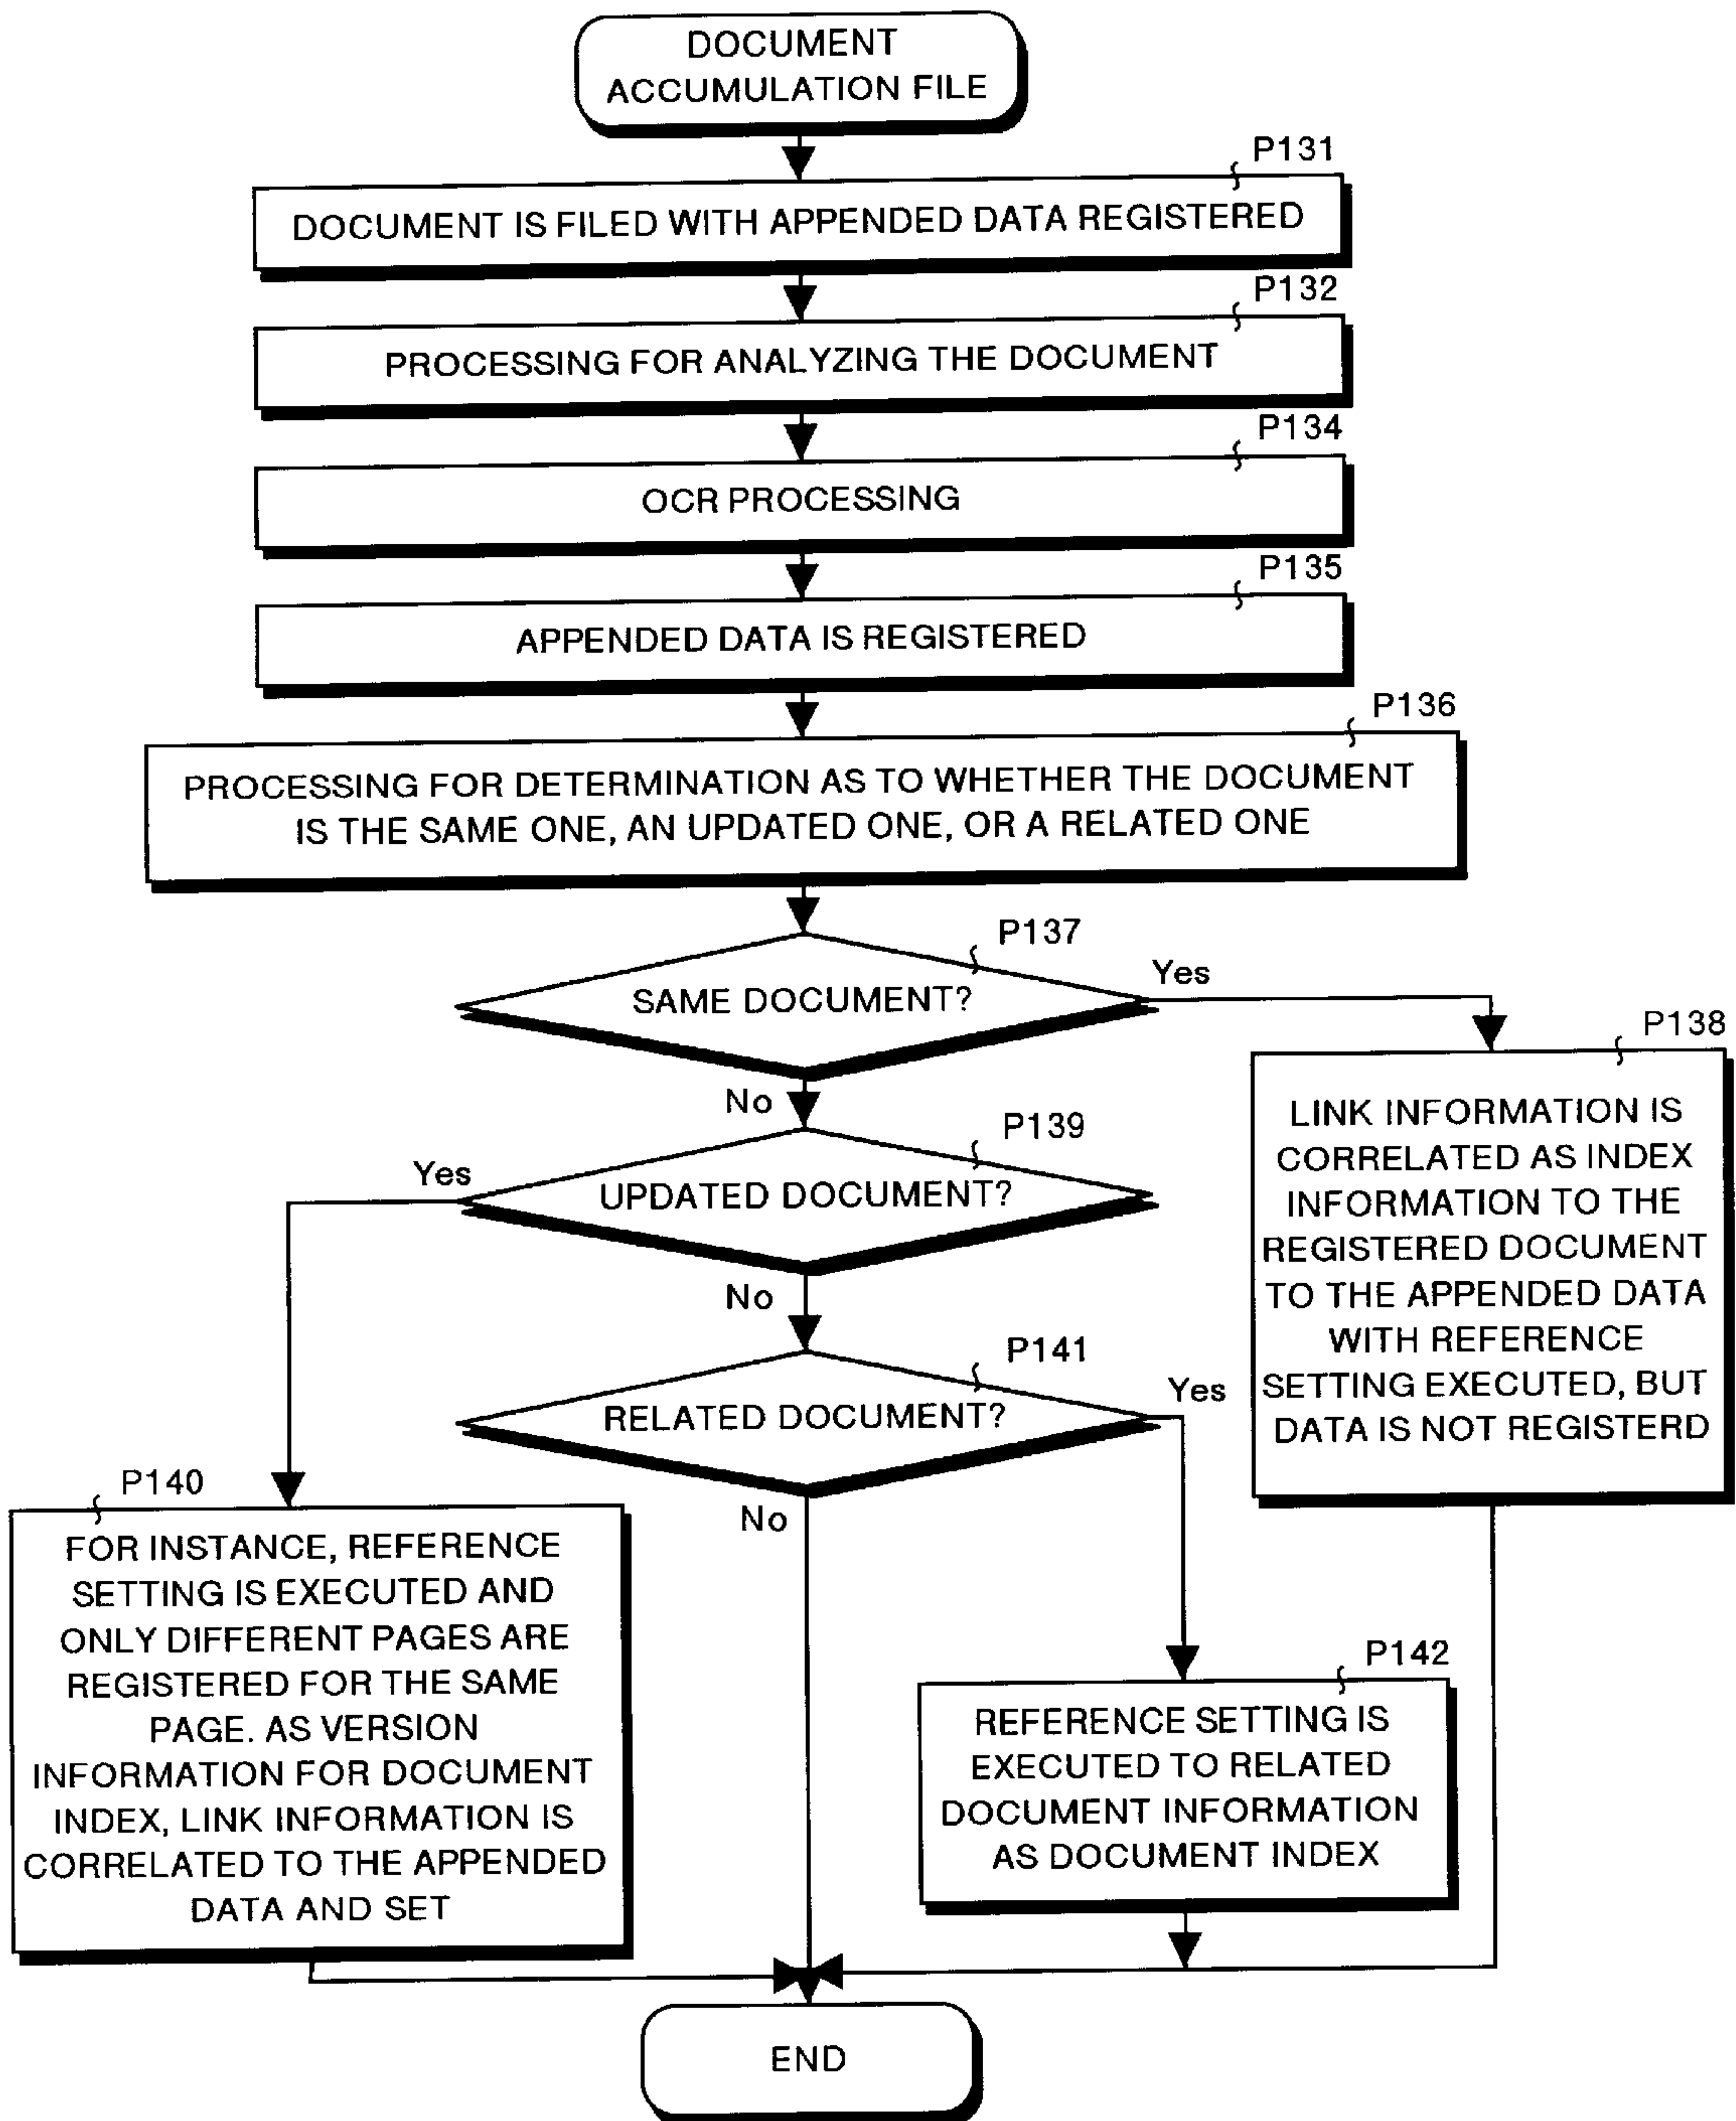 DOCUMENT
ACCUMULATION FILE
P131
DOCUMENT IS FILED WITH APPENDED DATA REGISTERED
P132
PROCESSING FOR ANALYZING THE DOCUMENT
P134
OCR PROCESSING
P135
APPENDED DATA IS REGISTERED
P136
PROCESSING FOR DETERMINATION AS TO WHETHER THE DOCUMENT
IS THE SAME ONE, AN UPDATED ONE, OR A RELATED ONE
P137
SAME DOCUMENT?
Yes
No
P138
LINK INFORMATION IS
CORRELATED AS INDEX
INFORMATION TO THE
REGISTERED DOCUMENT
TO THE APPENDED DATA
WITH REFERENCE
SETTING EXECUTED, BUT
DATA IS NOT REGISTERD
P139
UPDATED DOCUMENT?
Yes
No
P141
RELATED DOCUMENT?
Yes
No
P140
FOR INSTANCE, REFERENCE
SETTING IS EXECUTED AND
ONLY DIFFERENT PAGES ARE
REGISTERED FOR THE SAME
PAGE. AS VERSION
INFORMATION FOR DOCUMENT
INDEX, LINK INFORMATION IS
CORRELATED TO THE APPENDED
DATA AND SET
P142
REFERENCE SETTING IS
EXECUTED TO RELATED
DOCUMENT INFORMATION
AS DOCUMENT INDEX
END